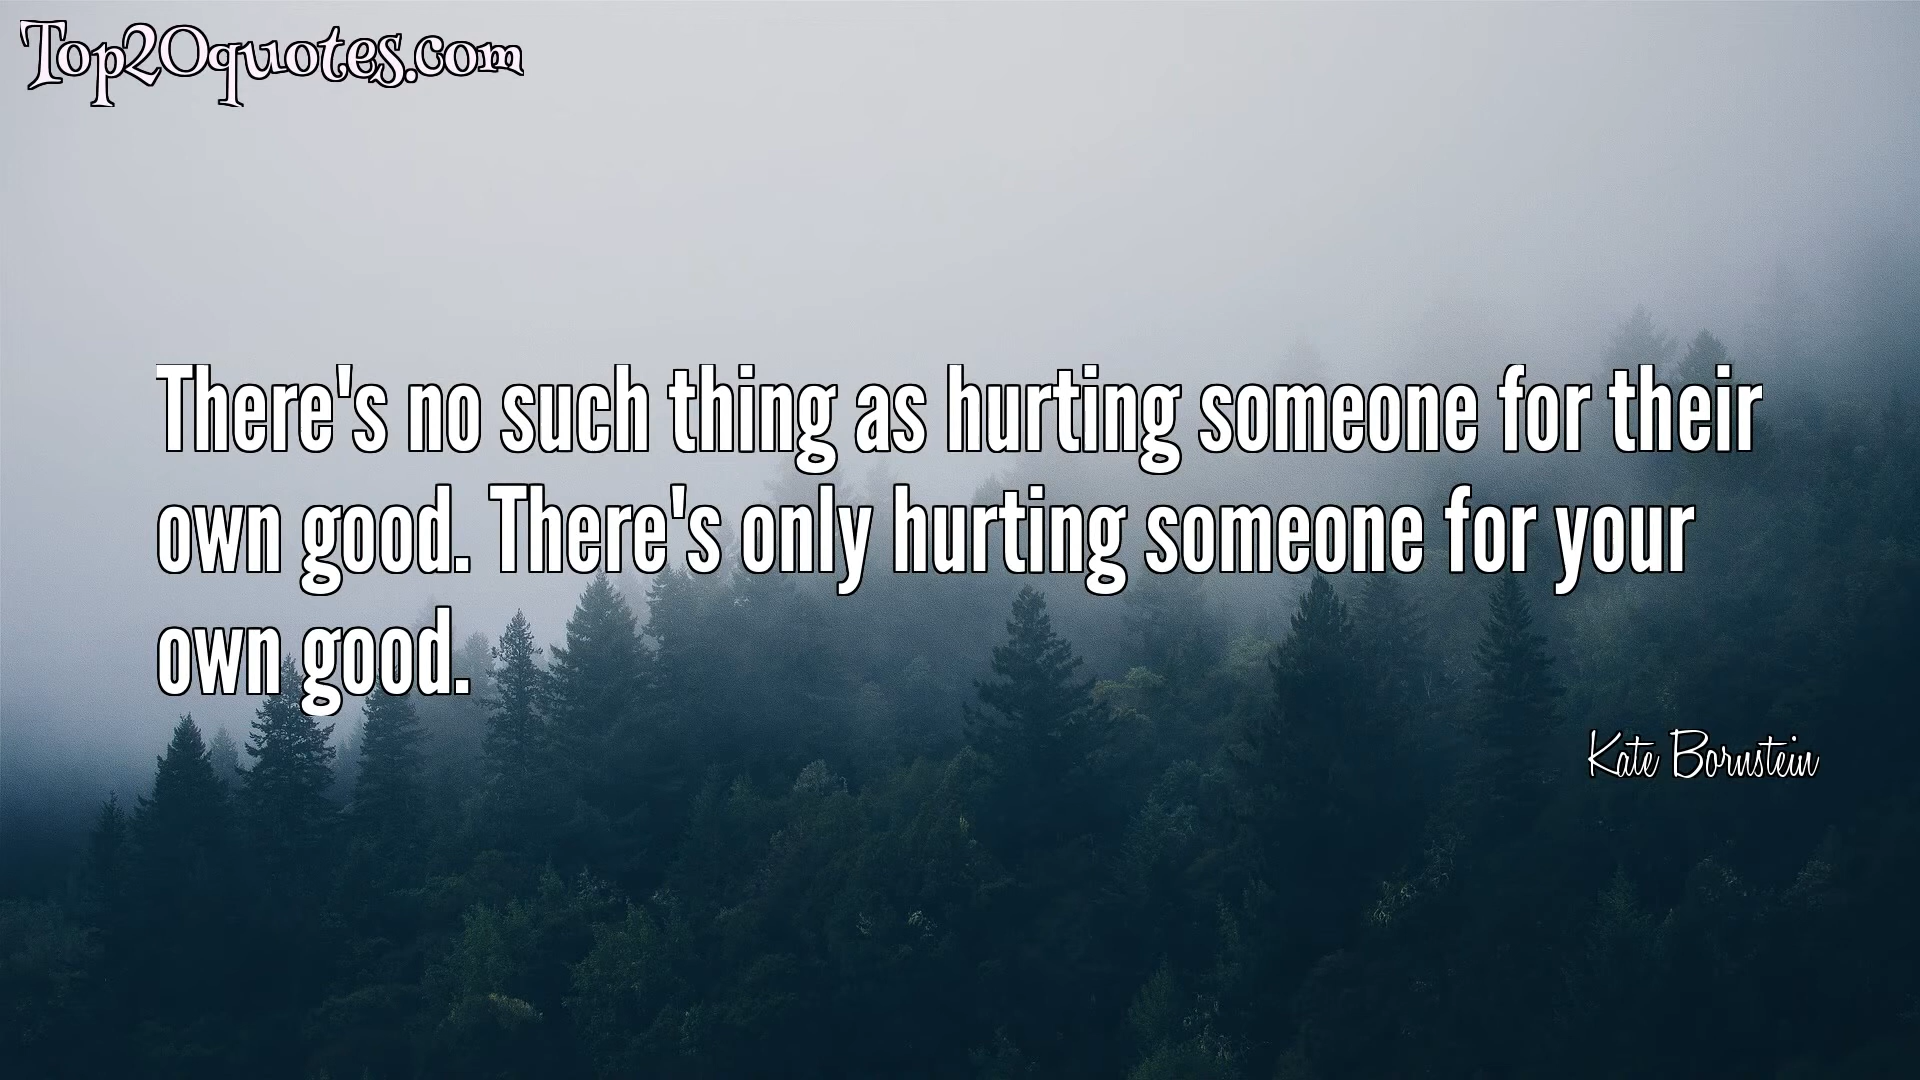 Top20quotes.com
There's no such thing as hurting someone for their
own good. There's only hurting someone for your
own good.
Kate Bornstein